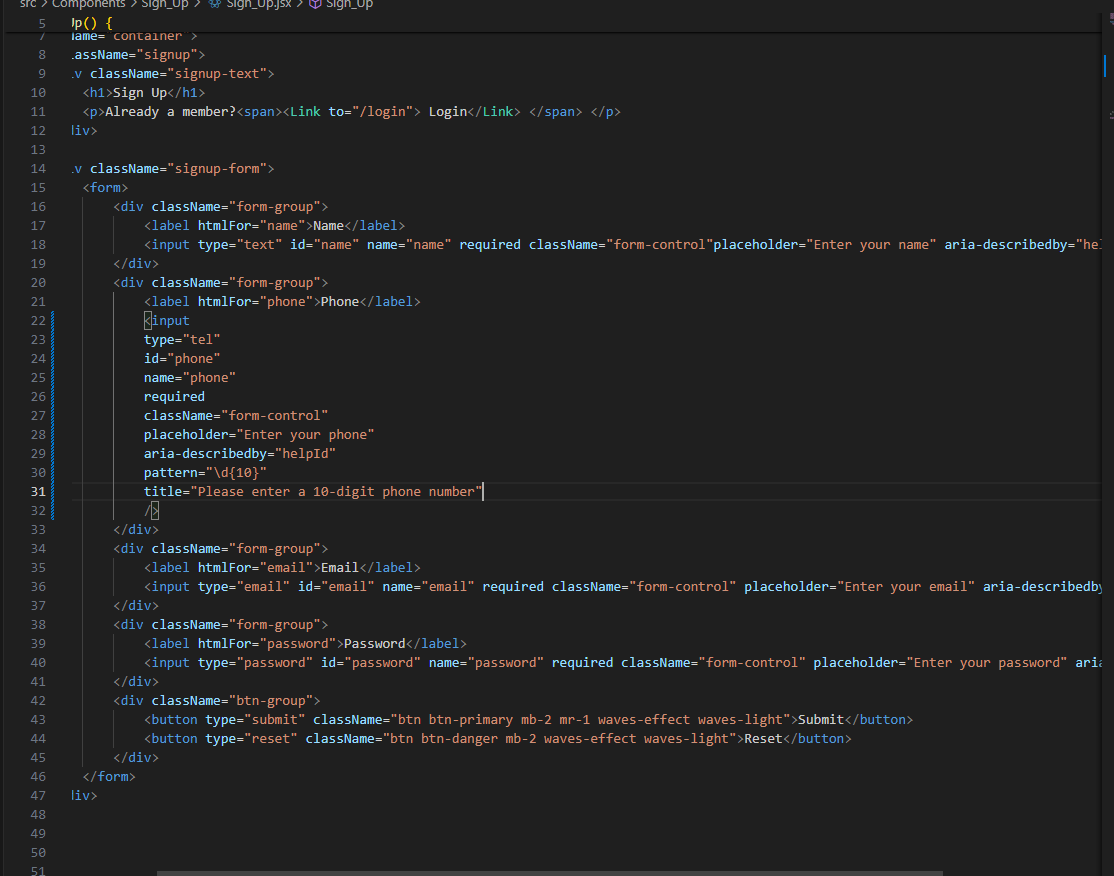 src > Components > Sign_Up > Sign_Up.jsx > Sign_Up
5 Up() {
7 Name="container">
8 lassName="signup">
9 iv className="signup-text">
10 <h1>Sign Up</h1>
11 <p>Already a member?<span><Link to="/login"> Login</Link> </span> </p>
12 div>
13
14 iv className="signup-form">
15 <form>
16 <div className="form-group">
17 <label htmlFor="name">Name</label>
18 <input type="text" id="name" name="name" required className="form-control"placeholder="Enter your name" aria-describedby="hel
19 </div>
20 <div className="form-group">
21 <label htmlFor="phone">Phone</label>
22 <input
23 type="tel"
24 id="phone"
25 name="phone"
26 required
27 className="form-control"
28 placeholder="Enter your phone"
29 aria-describedby="helpId"
30 pattern="\d{10}"
31 title="Please enter a 10-digit phone number"
32 />
33 </div>
34 <div className="form-group">
35 <label htmlFor="email">Email</label>
36 <input type="email" id="email" name="email" required className="form-control" placeholder="Enter your email" aria-describedby
37 </div>
38 <div className="form-group">
39 <label htmlFor="password">Password</label>
40 <input type="password" id="password" name="password" required className="form-control" placeholder="Enter your password" aria
41 </div>
42 <div className="btn-group">
43 <button type="submit" className="btn btn-primary mb-2 mr-1 waves-effect waves-light">Submit</button>
44 <button type="reset" className="btn btn-danger mb-2 waves-effect waves-light">Reset</button>
45 </div>
46 </form>
47 div>
48
49
50
51